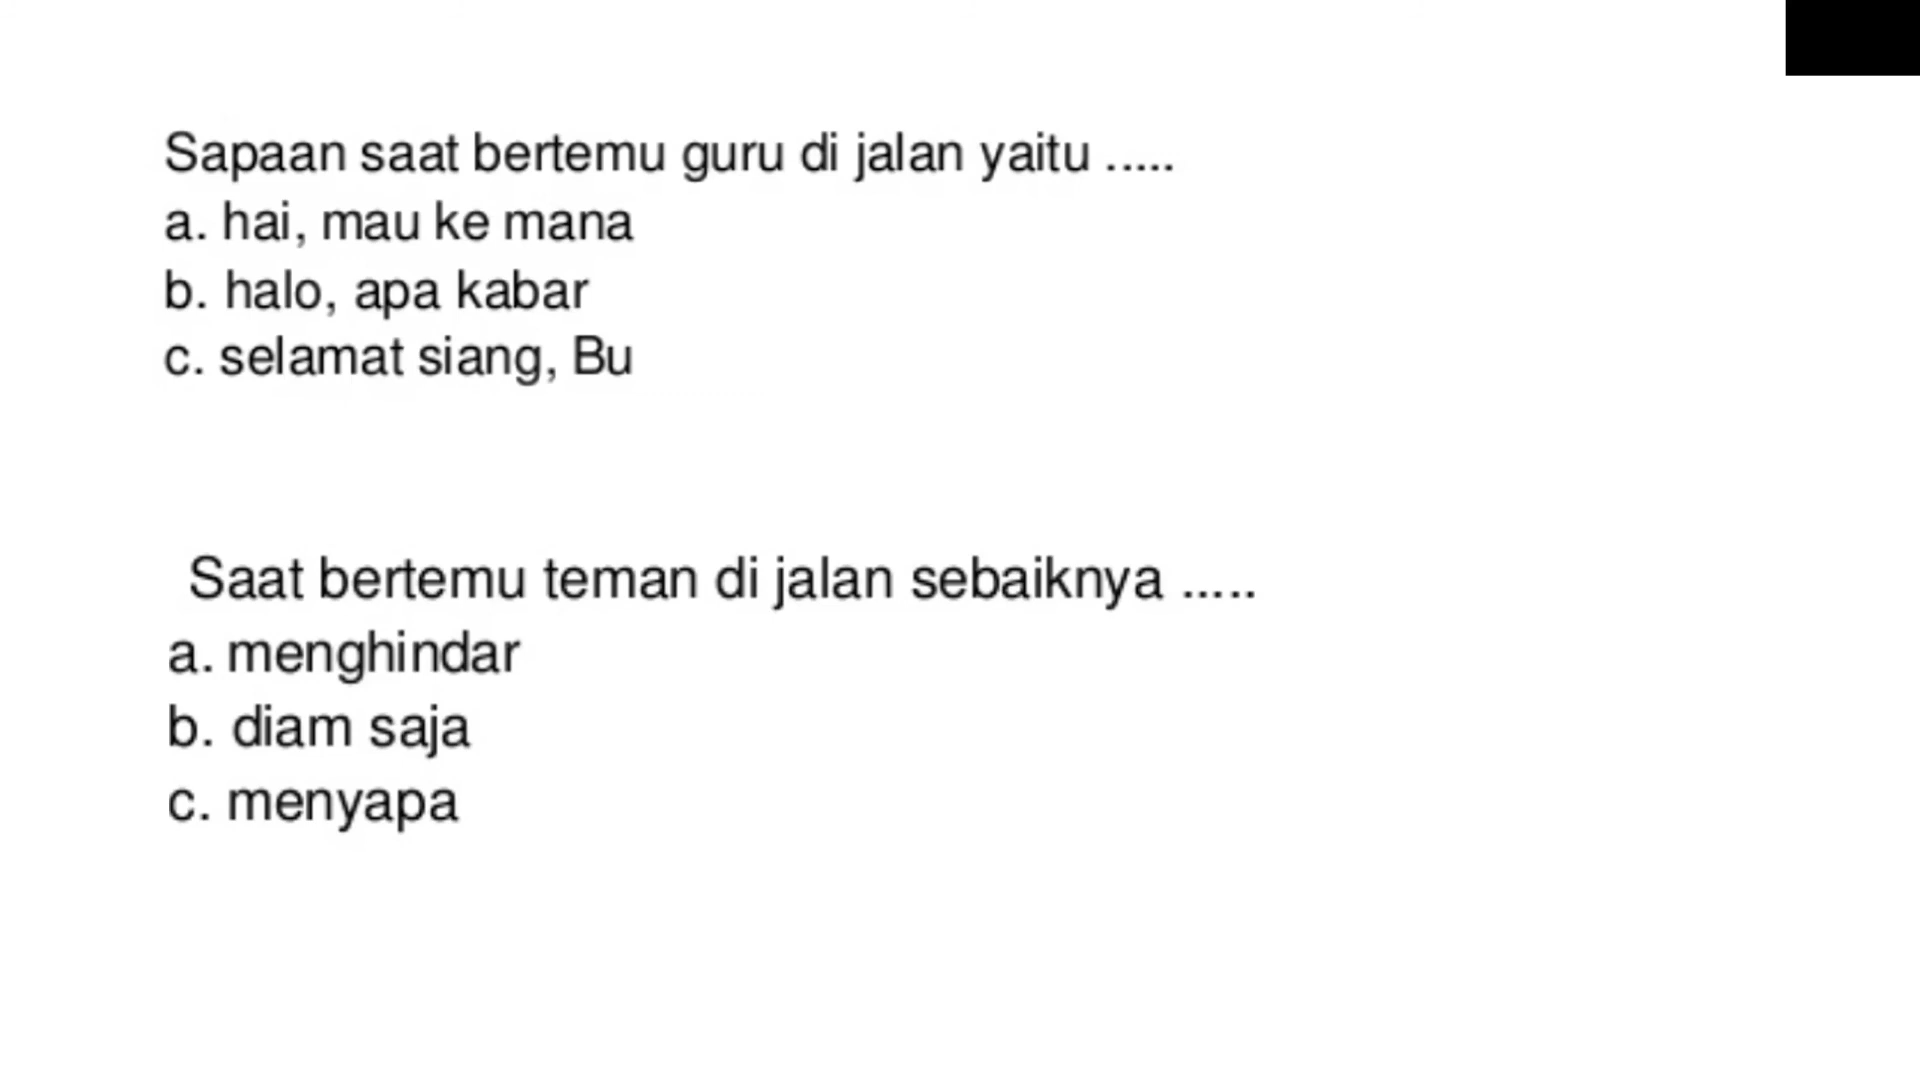 Sapaan saat bertemu guru di jalan yaitu .....
a. hai, mau ke mana
b. halo, apa kabar
c. selamat siang, Bu
Saat bertemu teman di jalan sebaiknya .....
a. menghindar
b. diam saja
c. menyapa